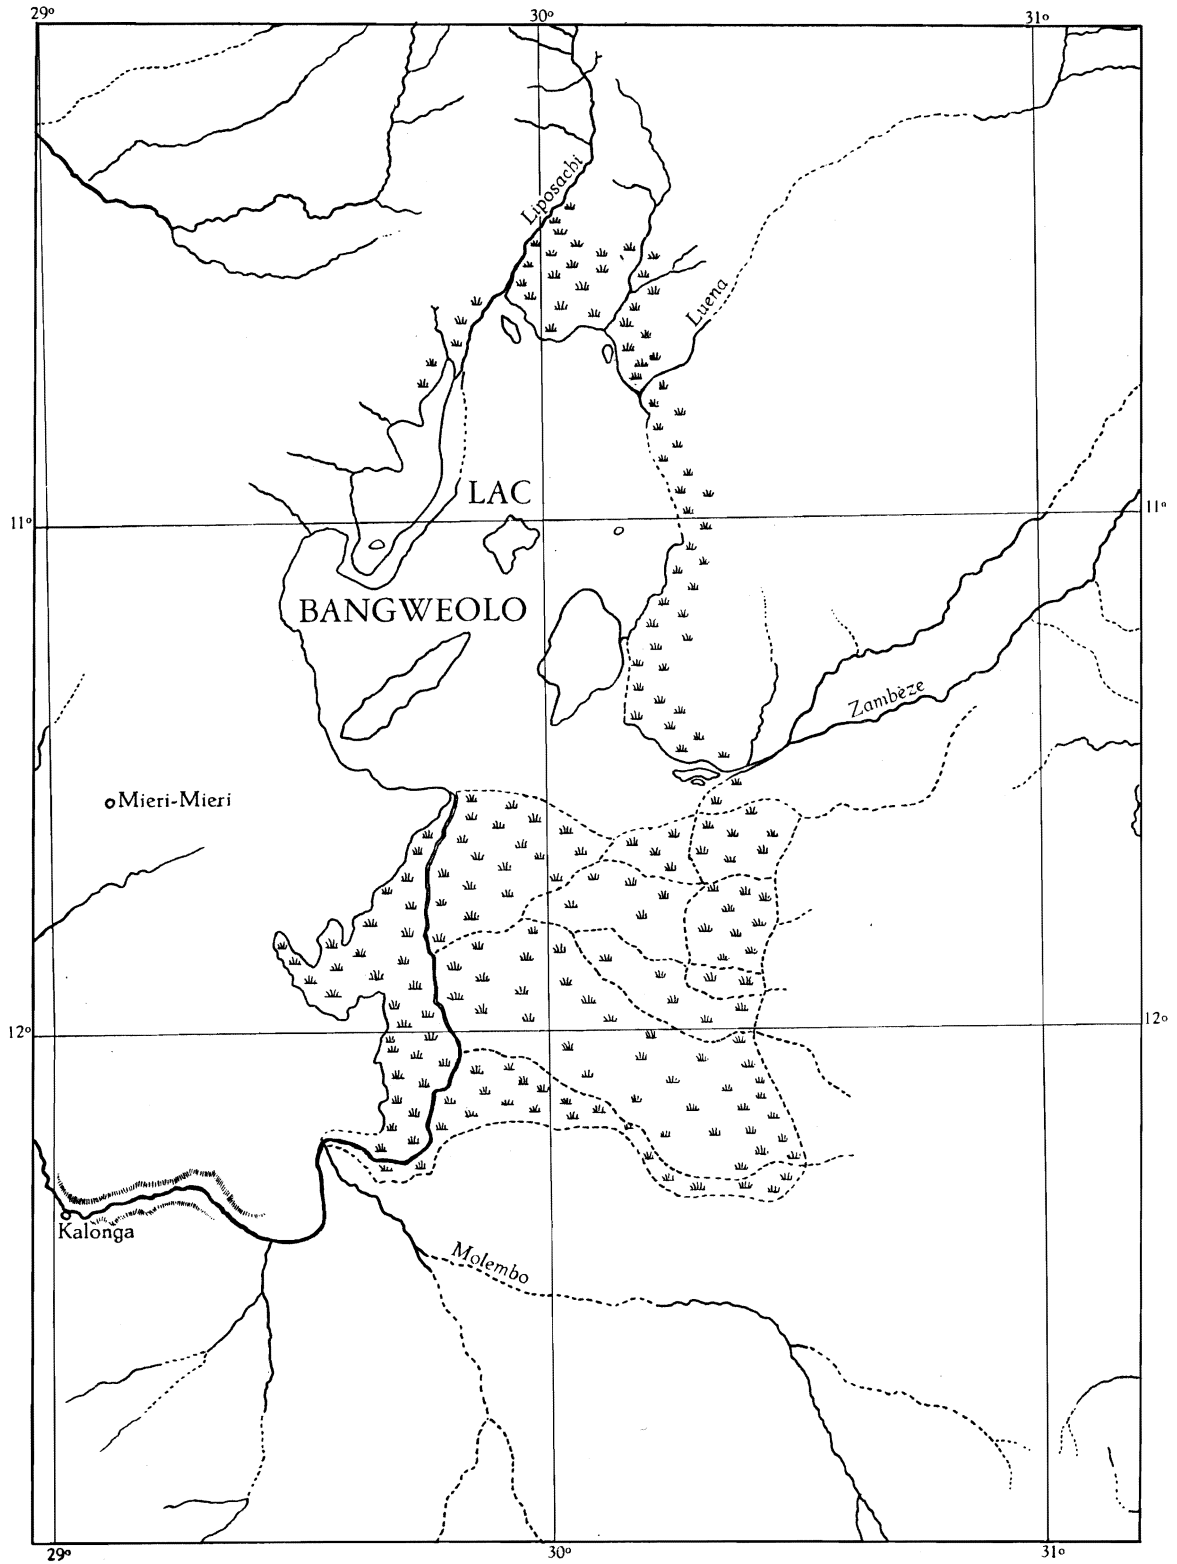 29° 30° 31°
Liposachi
Luena
LAC
11° 11°
BANGWEOLO
Zambèze
Mieri-Mieri
12° 12°
Kalonga
Molembo
29° 30° 31°